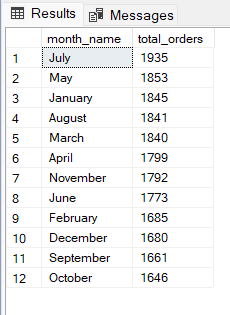 Results Messages
month_name total_orders
1 July 1935
2 May 1853
3 January 1845
4 August 1841
5 March 1840
6 April 1799
7 November 1792
8 June 1773
9 February 1685
10 December 1680
11 September 1661
12 October 1646